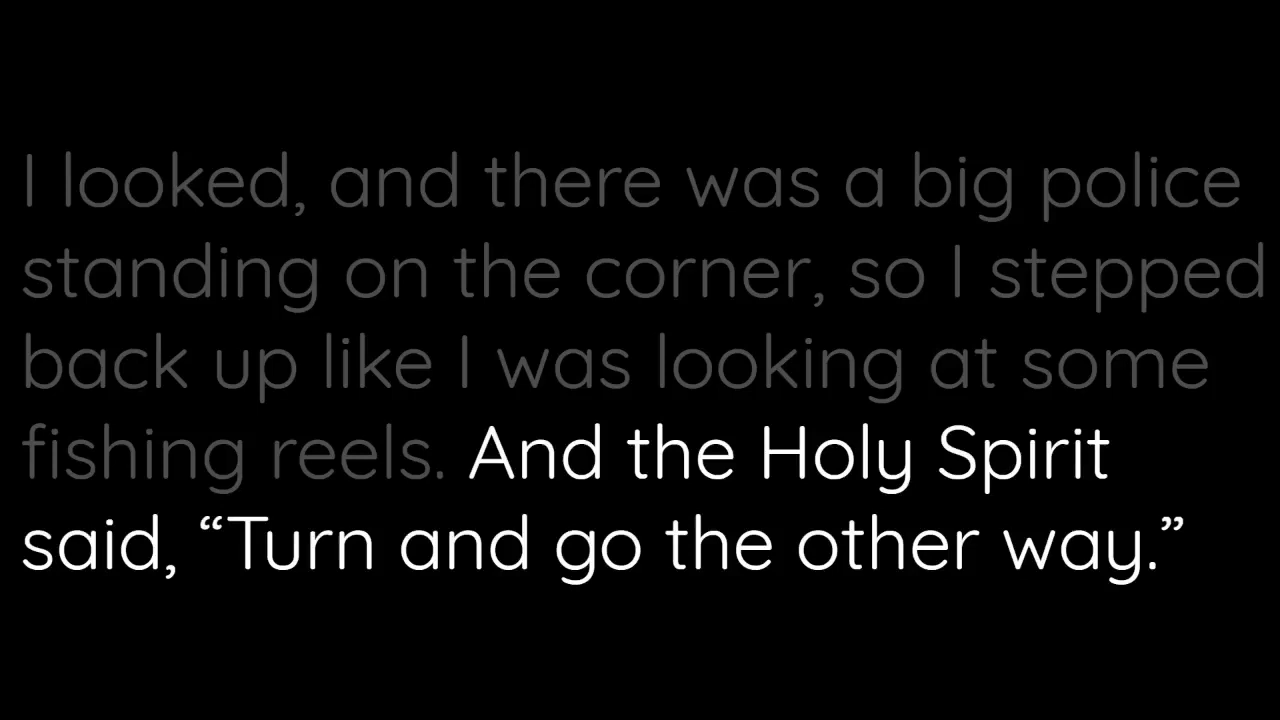 I looked, and there was a big police
standing on the corner, so I stepped
back up like I was looking at some
fishing reels. And the Holy Spirit
said, “Turn and go the other way.”